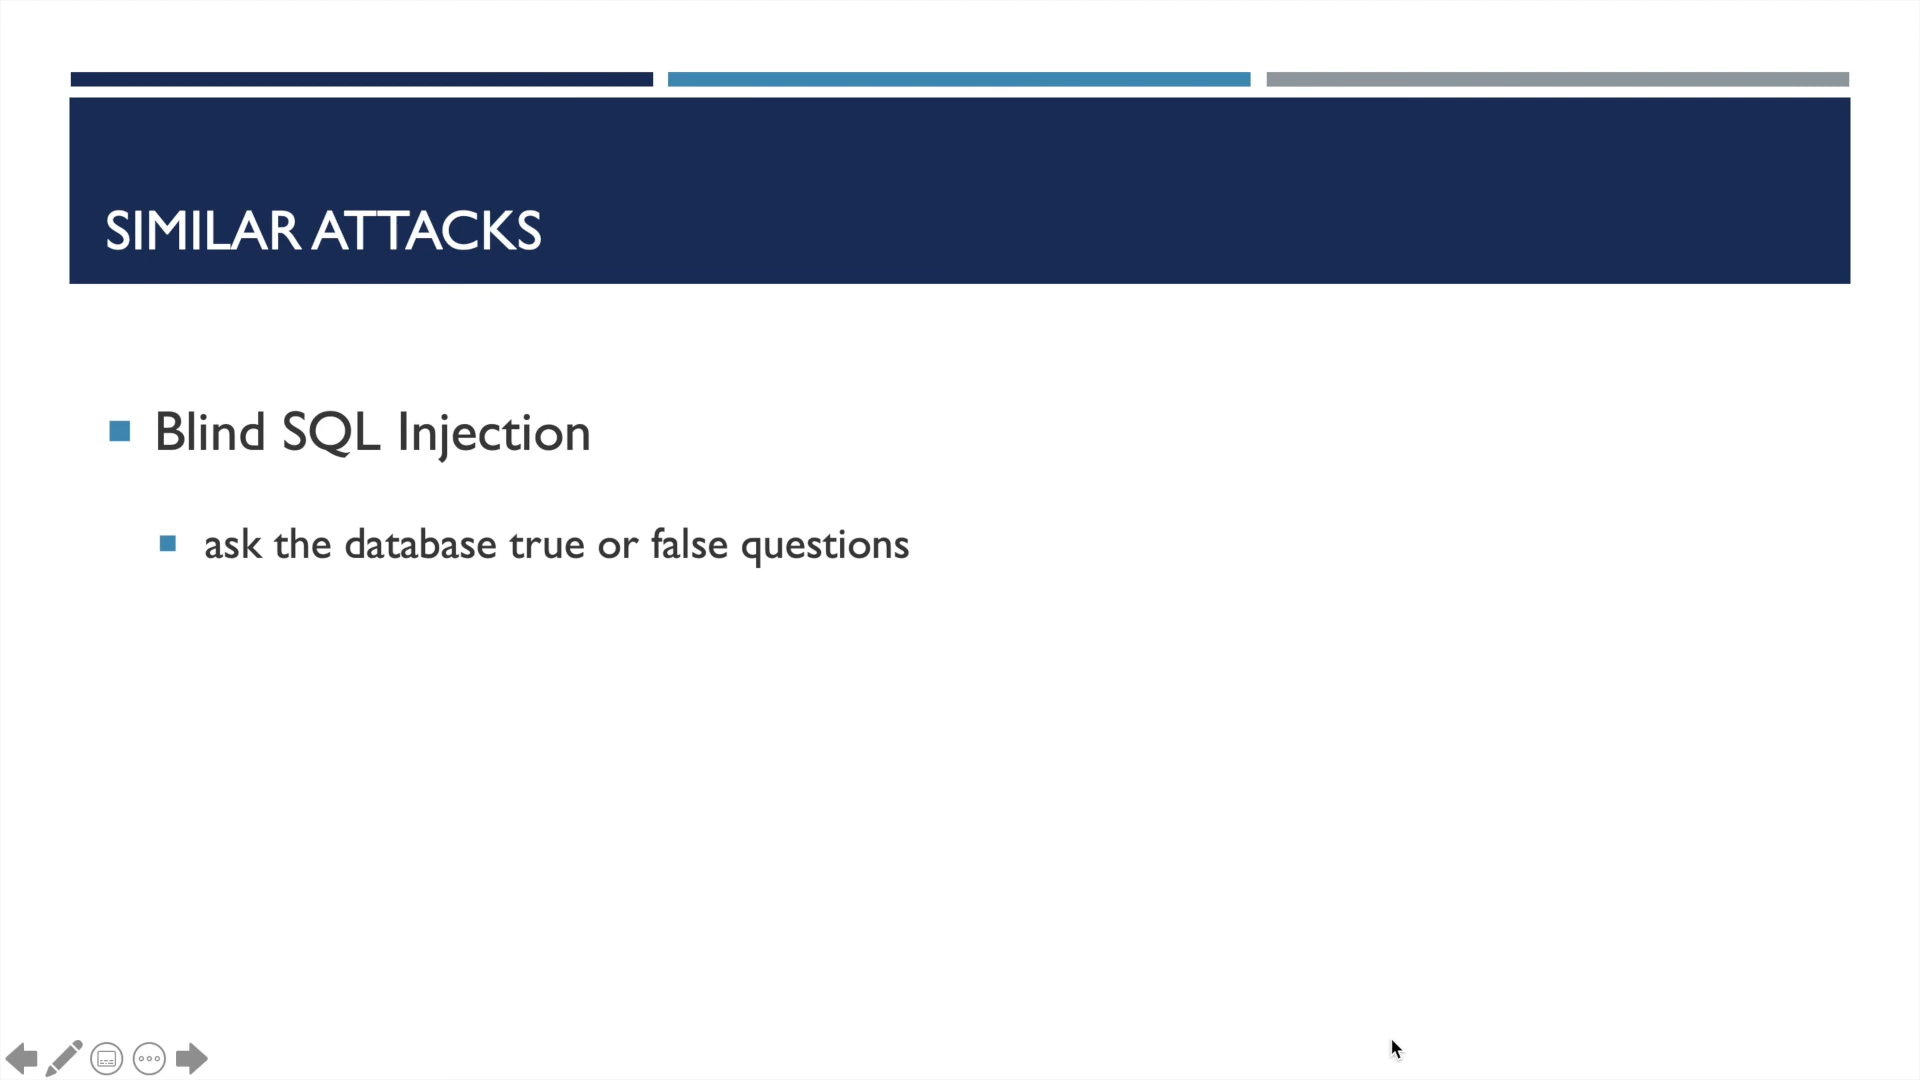 SIMILAR ATTACKS
Blind SQL Injection
ask the database true or false questions